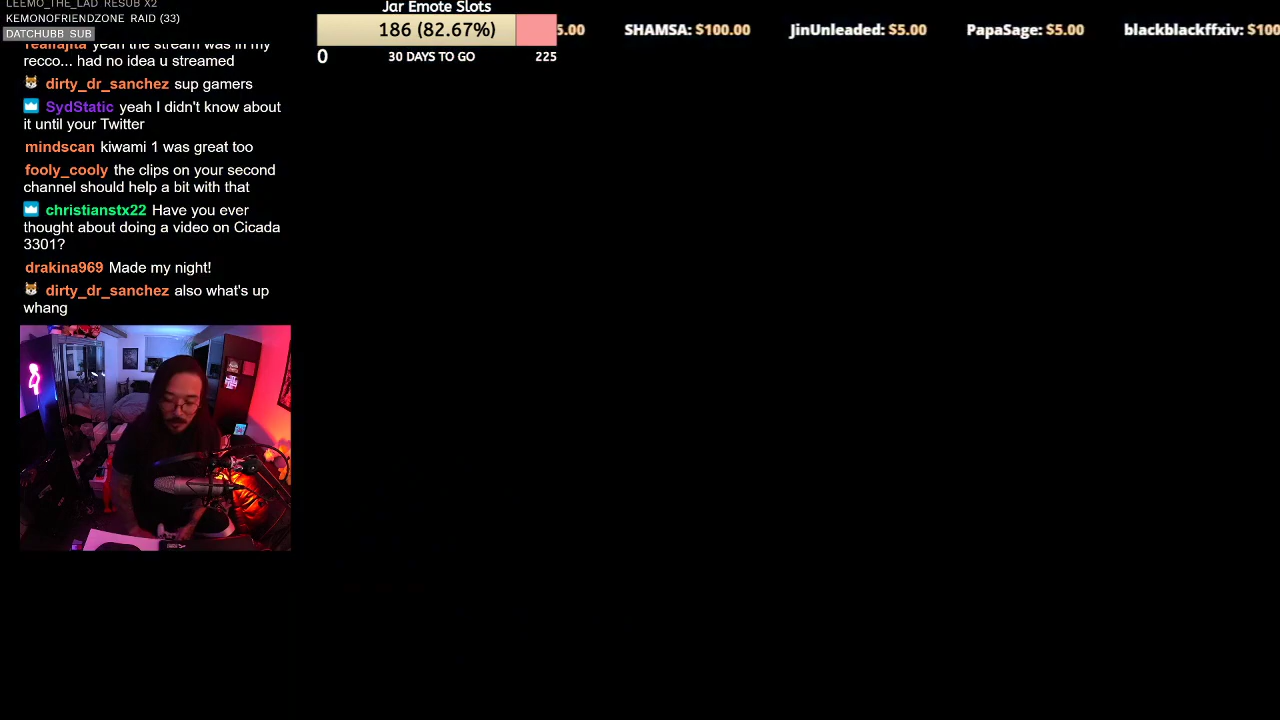 LEEMO_THE_LAD RESUB X2
KEMONOFRIENDZONE RAID (33)
DATCHUBB SUB
yeah the stream was in my
recco... had no idea u streamed
dirty_dr_sanchez sup gamers
SydStatic yeah I didn't know about
it until your Twitter
mindscan kiwami 1 was great too
fooly_cooly the clips on your second
channel should help a bit with that
christianstx22 Have you ever
thought about doing a video on Cicada
3301?
drakina969 Made my night!
dirty_dr_sanchez also what's up
whang
Jar Emote Slots
186 (82.67%)
0 30 DAYS TO GO 225
5.00 SHAMSA: $100.00 JinUnleaded: $5.00 PapaSage: $5.00 blackblackffxiv: $100